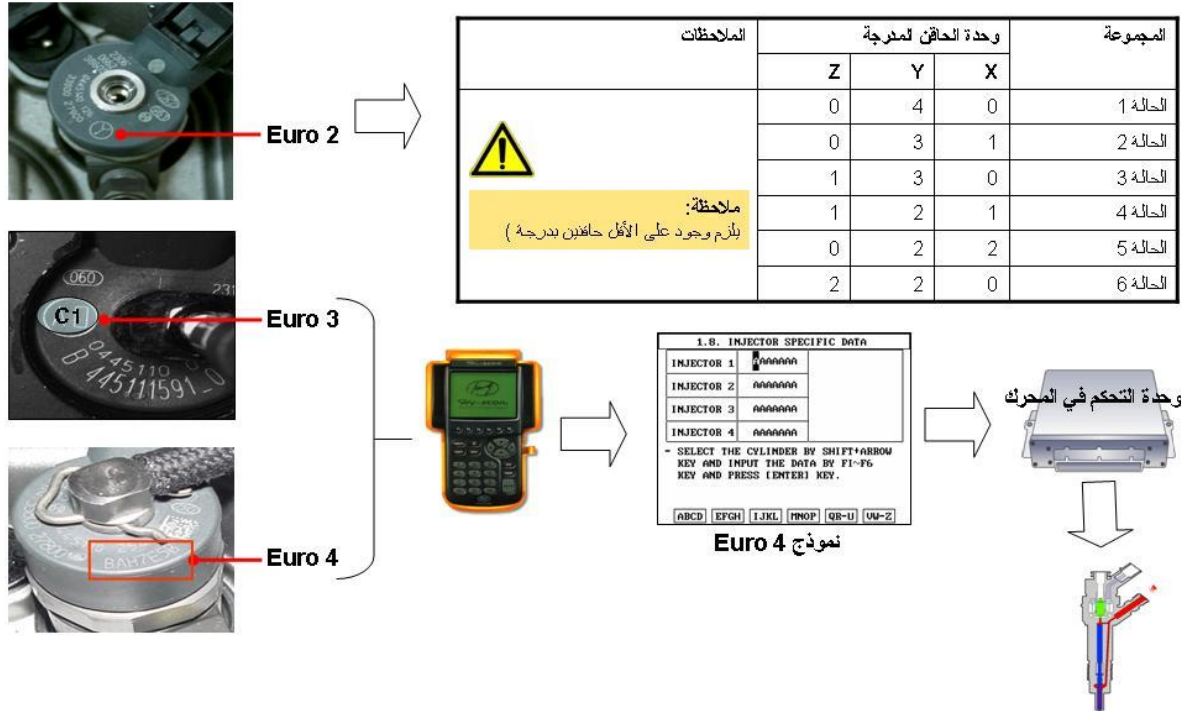 Euro 2
المجموعة وحدة الحاقن المدرجة الملاحظات
X Y Z
الحالة 1 0 4 0
الحالة 2 1 3 0
الحالة 3 0 3 1
الحالة 4 1 2 1
الحالة 5 2 2 0
الحالة 6 0 2 2
ملاحظة:
يلزم وجود على الأقل حاقنين بدرجة )
060
231
C1
0445110
B 445111591_0
Euro 3
BAH7E5B
Euro 4
1.8. INJECTOR SPECIFIC DATA
INJECTOR 1 AAAAAAA
INJECTOR 2 AAAAAAA
INJECTOR 3 AAAAAAA
INJECTOR 4 AAAAAAA
- SELECT THE CYLINDER BY SHIFT+ARROW
KEY AND INPUT THE DATA BY F1~F6
KEY AND PRESS [ENTER] KEY.
ABCD EFGH IJKL MNOP QR-U VW-Z
نموذج Euro 4
وحدة التحكم في المحرك